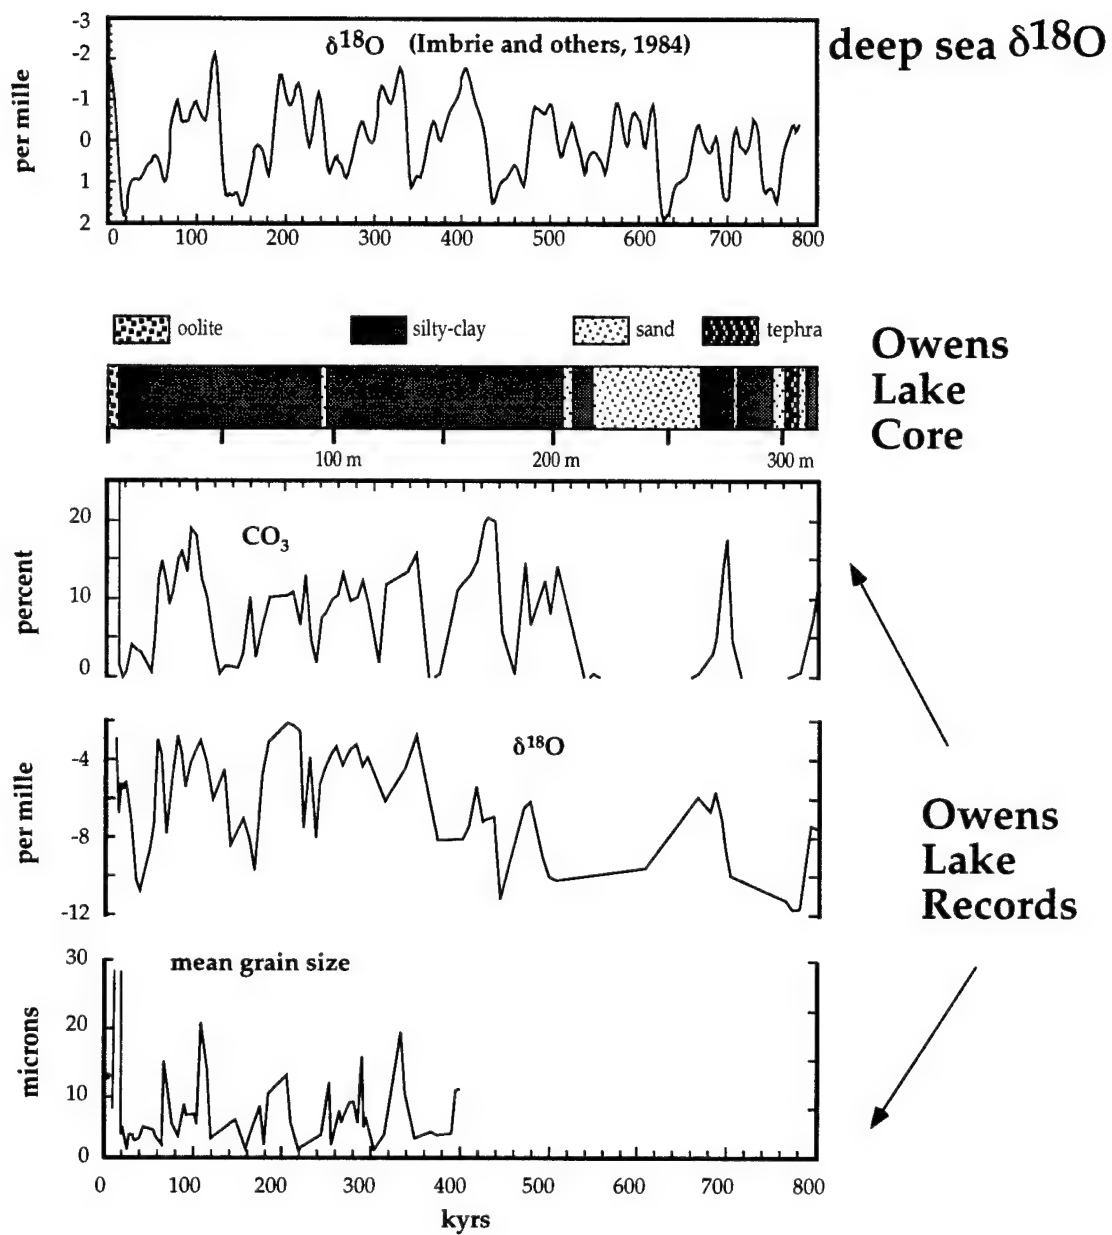 δ18O (Imbrie and others, 1984)
deep sea δ18O
per mille
-3
-2
-1
0
1
2
0 100 200 300 400 500 600 700 800
oolite silty-clay sand tephra
Owens
Lake
Core
100 m 200 m 300 m
CO3
percent
20
10
0
δ18O
per mille
-4
-8
-12
Owens
Lake
Records
mean grain size
microns
30
20
10
0
0 100 200 300 400 500 600 700 800
kyrs